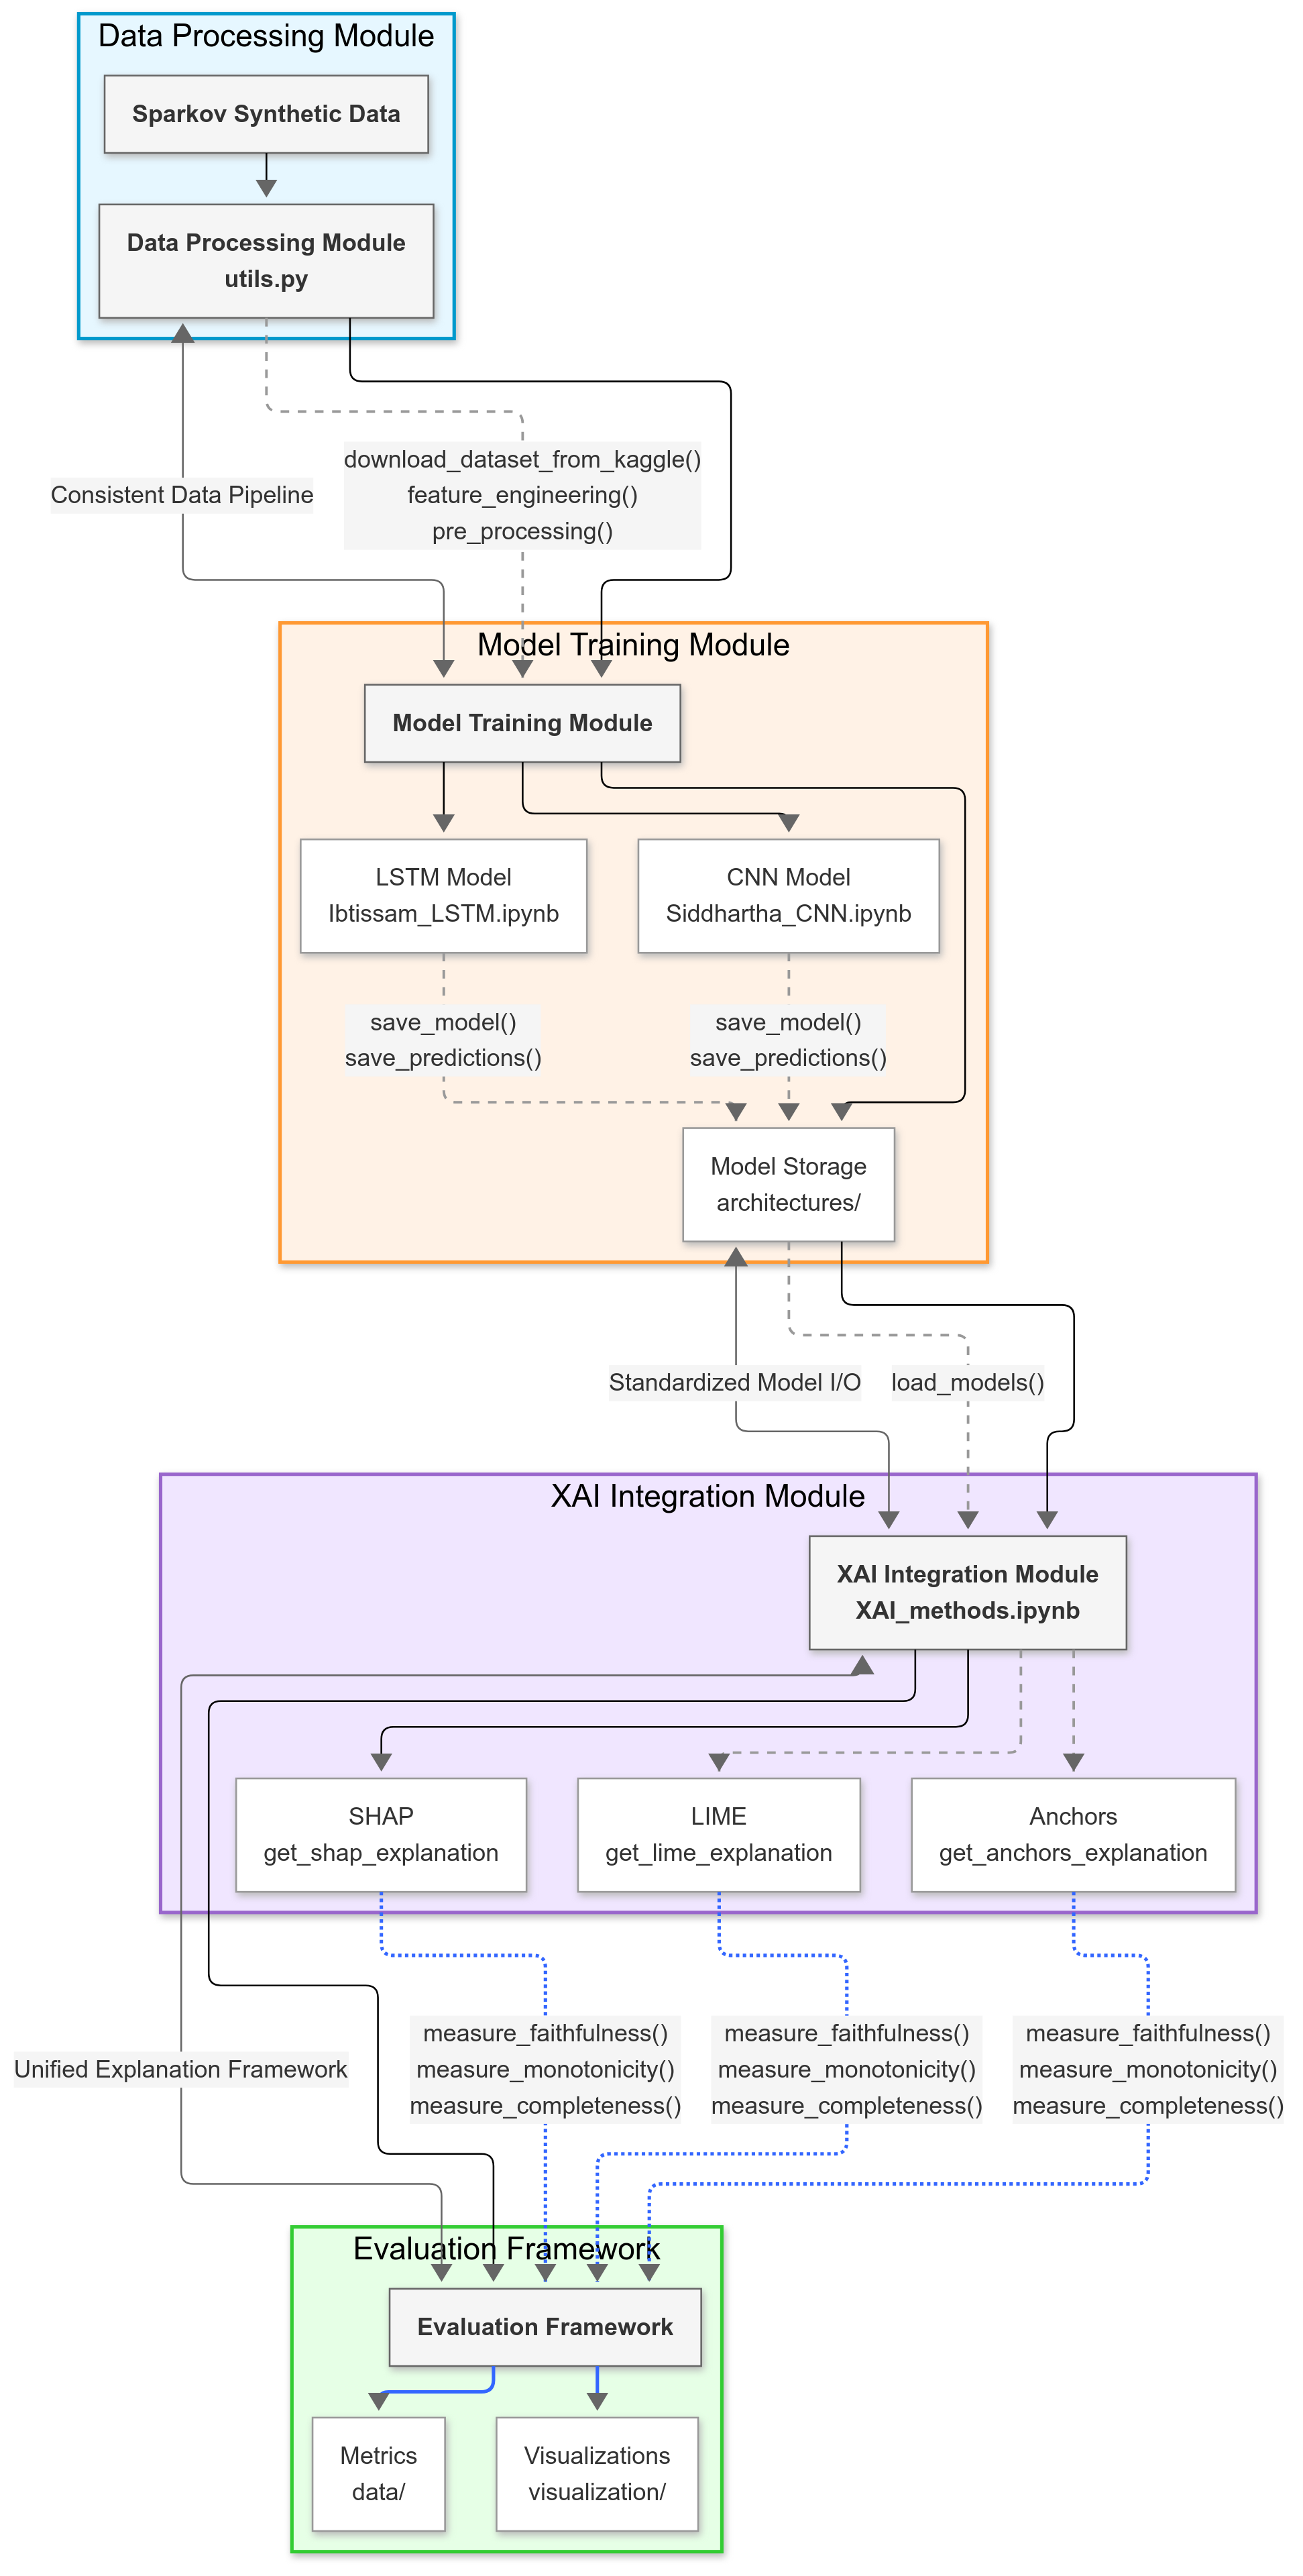 Data Processing Module
Sparkov Synthetic Data
Data Processing Module
utils.py
Consistent Data Pipeline
download_dataset_from_kaggle()
feature_engineering()
pre_processing()
Model Training Module
Model Training Module
LSTM Model
Ibtissam_LSTM.ipynb
CNN Model
Siddhartha_CNN.ipynb
save_model()
save_predictions()
save_model()
save_predictions()
Model Storage
architectures/
Standardized Model I/O
load_models()
XAI Integration Module
XAI Integration Module
XAI_methods.ipynb
SHAP
get_shap_explanation
LIME
get_lime_explanation
Anchors
get_anchors_explanation
Unified Explanation Framework
measure_faithfulness()
measure_monotonicity()
measure_completeness()
measure_faithfulness()
measure_monotonicity()
measure_completeness()
measure_faithfulness()
measure_monotonicity()
measure_completeness()
Evaluation Framework
Evaluation Framework
Metrics
data/
Visualizations
visualization/